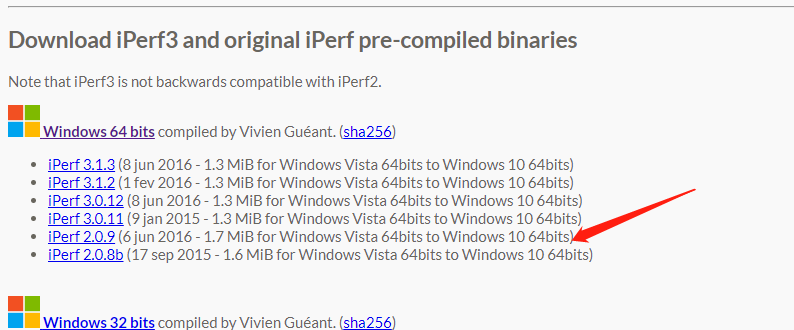 Download iPerf3 and original iPerf pre-compiled binaries
Note that iPerf3 is not backwards compatible with iPerf2.
Windows 64 bits compiled by Vivien Guéant. (sha256)
• iPerf 3.1.3 (8 jun 2016 - 1.3 MiB for Windows Vista 64bits to Windows 10 64bits)
• iPerf 3.1.2 (1 fev 2016 - 1.3 MiB for Windows Vista 64bits to Windows 10 64bits)
• iPerf 3.0.12 (8 jun 2016 - 1.3 MiB for Windows Vista 64bits to Windows 10 64bits)
• iPerf 3.0.11 (9 jan 2015 - 1.3 MiB for Windows Vista 64bits to Windows 10 64bits)
• iPerf 2.0.9 (6 jun 2016 - 1.7 MiB for Windows Vista 64bits to Windows 10 64bits)
• iPerf 2.0.8b (17 sep 2015 - 1.6 MiB for Windows Vista 64bits to Windows 10 64bits)
Windows 32 bits compiled by Vivien Guéant. (sha256)